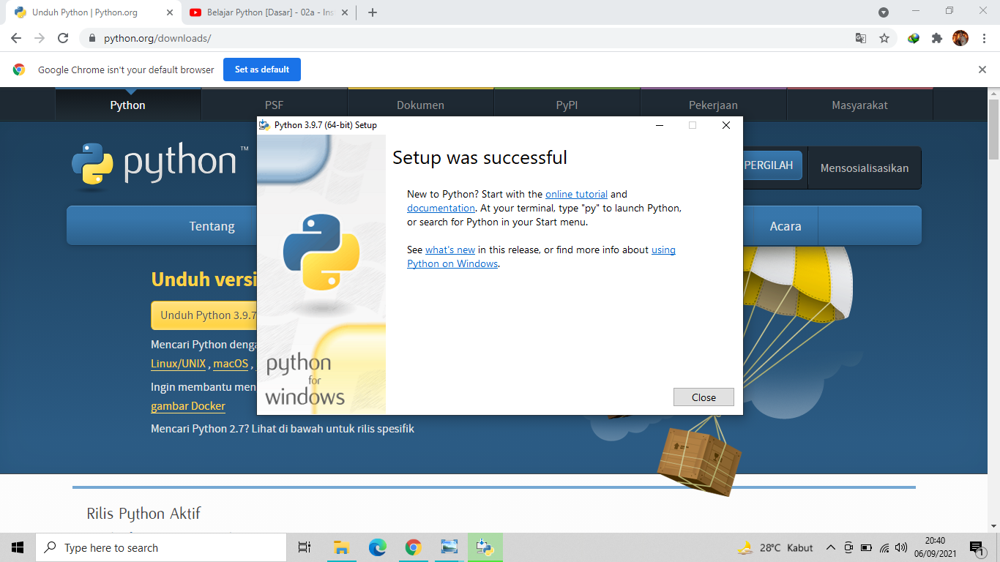 Unduh Python | Python.org
Belajar Python [Dasar] - 02a - Ins
python.org/downloads/
Google Chrome isn't your default browser
Set as default
Python
PSF
Dokumen
PyPI
Pekerjaan
Masyarakat
Python 3.9.7 (64-bit) Setup
python™
PERGILAH
Mensosialisasikan
Setup was successful
New to Python? Start with the online tutorial and
documentation. At your terminal, type "py" to launch Python,
or search for Python in your Start menu.
See what's new in this release, or find more info about using
Python on Windows.
Tentang
Acara
Unduh versi
Unduh Python 3.9.7
Mencari Python denga
Linux/UNIX , macOS ,
Ingin membantu men
gambar Docker
Mencari Python 2.7? Lihat di bawah untuk rilis spesifik
python
for
windows
Close
Rilis Python Aktif
Type here to search
28°C Kabut
20:40
06/09/2021
1